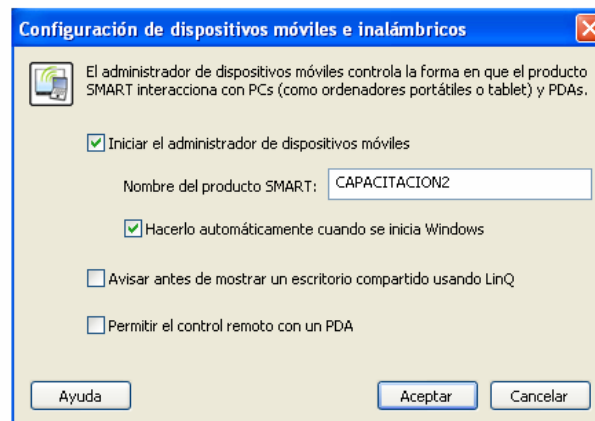 Configuración de dispositivos móviles e inalámbricos
El administrador de dispositivos móviles controla la forma en que el producto
SMART interacciona con PCs (como ordenadores portátiles o tablet) y PDAs.
Iniciar el administrador de dispositivos móviles
Nombre del producto SMART: CAPACITACION2
Hacerlo automáticamente cuando se inicia Windows
Avisar antes de mostrar un escritorio compartido usando LinQ
Permitir el control remoto con un PDA
Ayuda Aceptar Cancelar